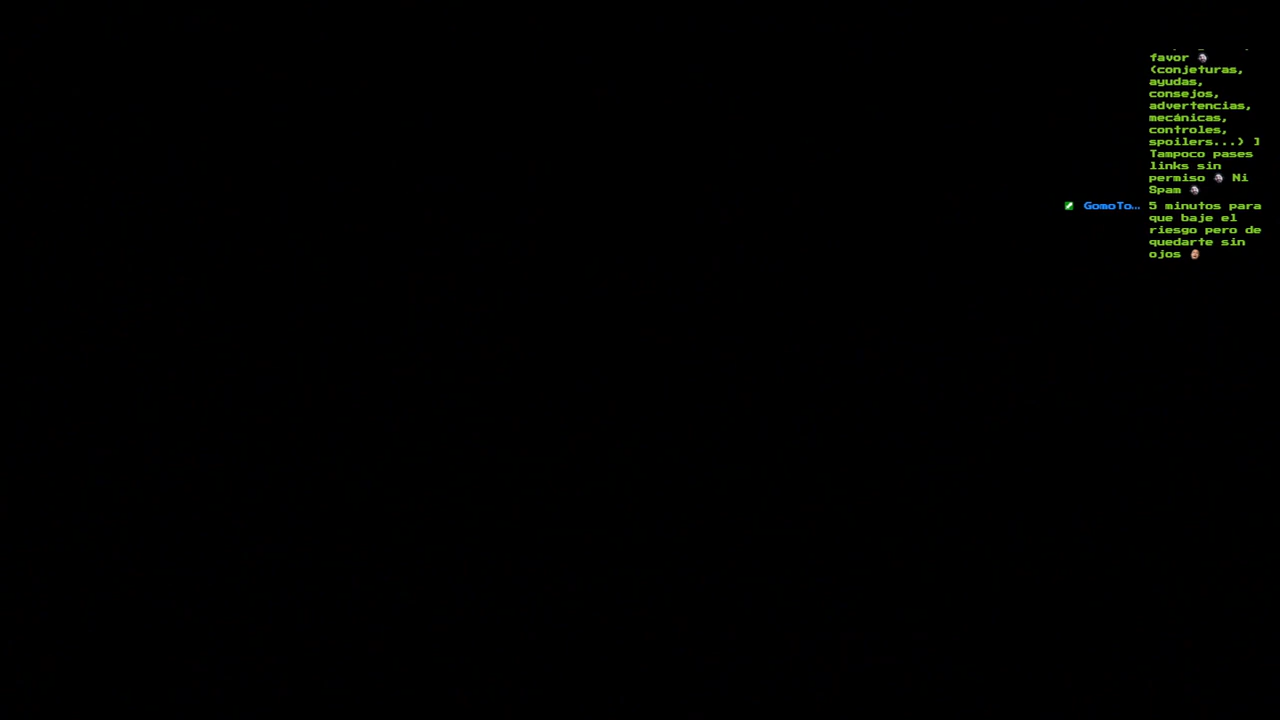 favor
(conjeturas,
ayudas,
consejos,
advertencias,
mecánicas,
controles,
spoilers...) ]
Tampoco pases
links sin
permiso Ni
Spam
GomoTo… 5 minutos para
que baje el
riesgo pero de
quedarte sin
ojos